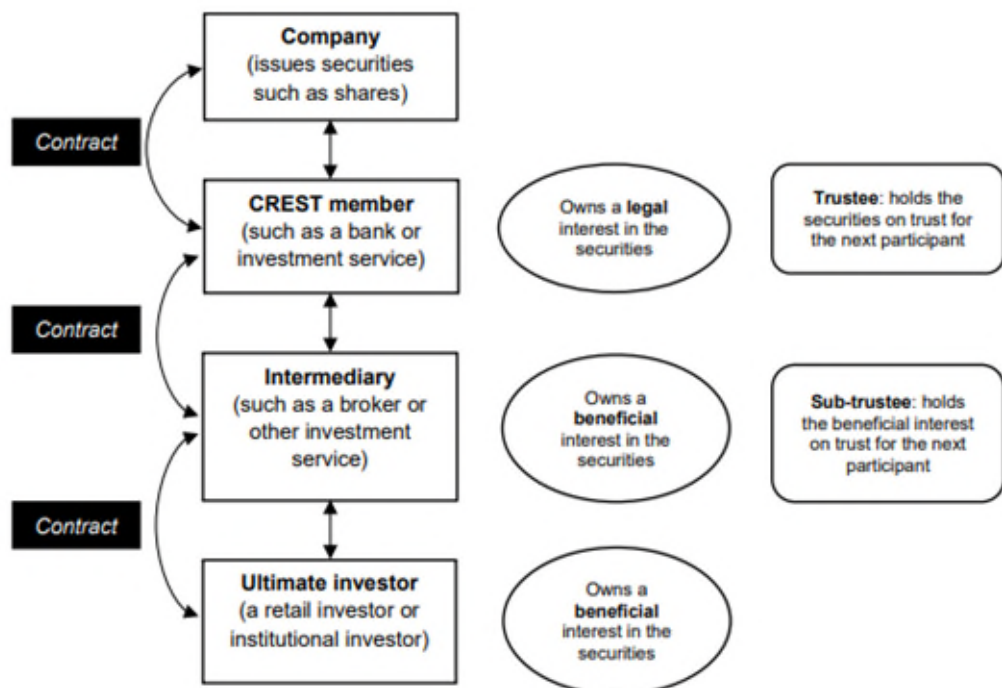 Company
(issues securities
such as shares)
Contract
CREST member
(such as a bank or
investment service)
Owns a legal
interest in the
securities
Trustee: holds the
securities on trust for
the next participant
Contract
Intermediary
(such as a broker or
other investment
service)
Owns a
beneficial
interest in the
securities
Sub-trustee: holds
the beneficial interest
on trust for the next
participant
Contract
Ultimate investor
(a retail investor or
institutional investor)
Owns a
beneficial
interest in the
securities